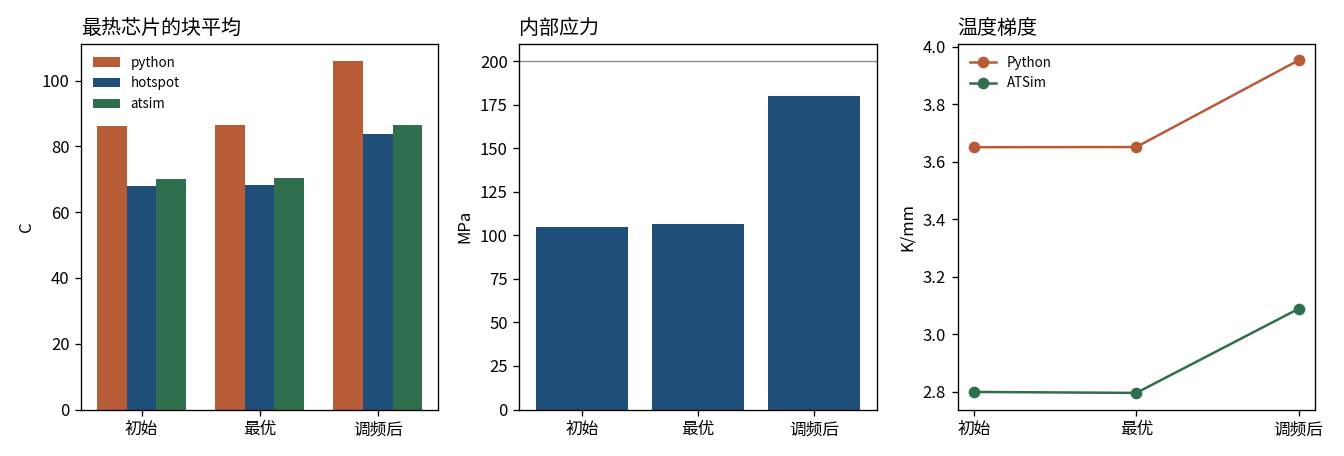 最热芯片的块平均
python
hotspot
atsim
C
100
80
60
40
20
0
初始
最优
调频后
内部应力
MPa
200
175
150
125
100
75
50
25
0
初始
最优
调频后
温度梯度
Python
ATSim
K/mm
4.0
3.8
3.6
3.4
3.2
3.0
2.8
初始
最优
调频后